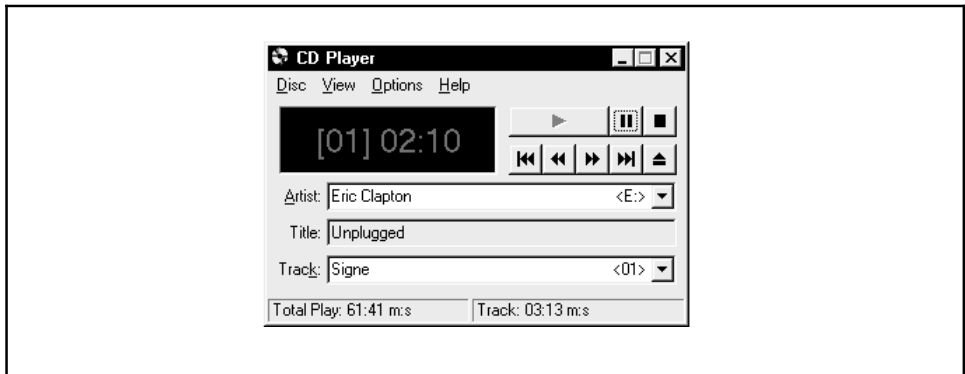 CD Player
Disc View Options Help
[01] 02:10
Artist: Eric Clapton <E:>
Title: Unplugged
Track: Signe <01>
Total Play: 61:41 m:s Track: 03:13 m:s